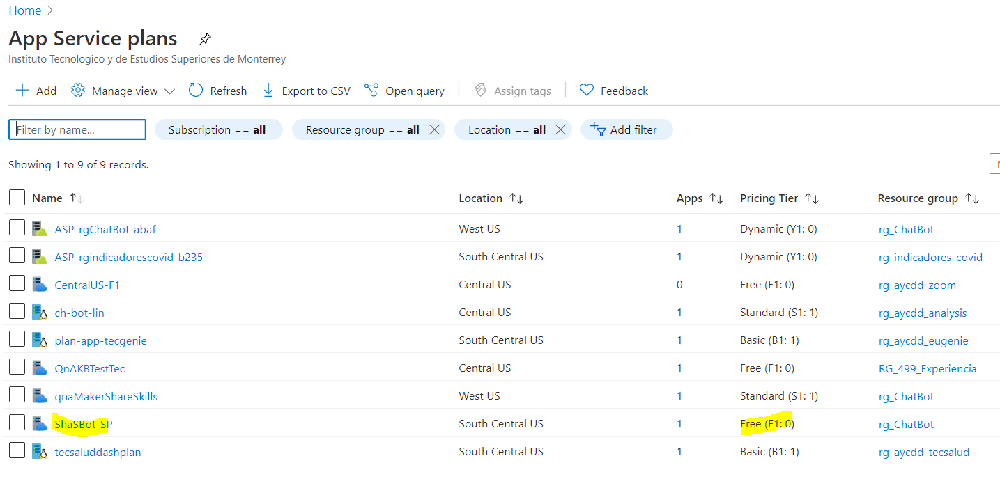 Home
App Service plans
Instituto Tecnologico y de Estudios Superiores de Monterrey
Add Manage view Refresh Export to CSV Open query Assign tags Feedback
Filter by name... Subscription == all Resource group == all Location == all Add filter
Showing 1 to 9 of 9 records.
Name Location Apps Pricing Tier Resource group
ASP-rgChatBot-abaf West US 1 Dynamic (Y1: 0) rg_ChatBot
ASP-rgindicadorescovid-b235 South Central US 1 Dynamic (Y1: 0) rg_indicadores_covid
CentralUS-F1 Central US 0 Free (F1: 0) rg_aycdd_zoom
ch-bot-lin Central US 1 Standard (S1: 1) rg_aycdd_analysis
plan-app-tecgenie South Central US 1 Basic (B1: 1) rg_aycdd_eugenie
QnAKBTestTec Central US 1 Free (F1: 0) RG_499_Experiencia
qnaMakerShareSkills West US 1 Standard (S1: 1) rg_ChatBot
ShaSBot-SP South Central US 1 Free (F1: 0) rg_ChatBot
tecsaluddashplan South Central US 1 Basic (B1: 1) rg_aycdd_tecsalud